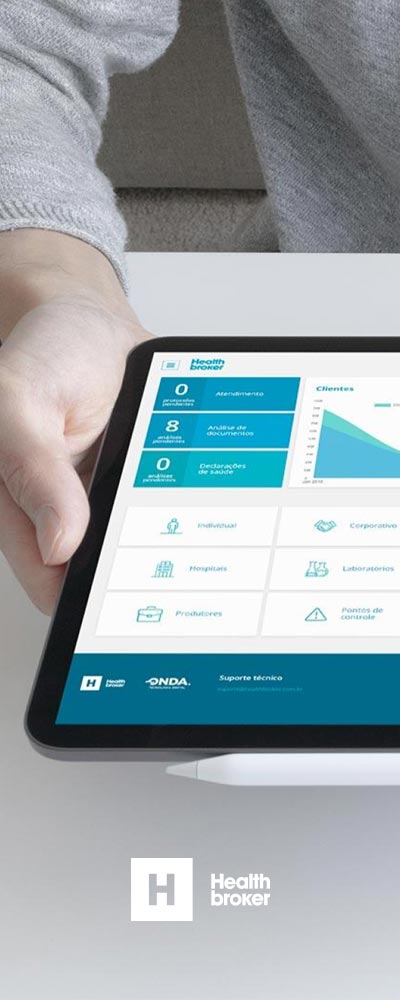 Health
broker
0
protocolos
pendentes
Atendimento
8
análises
pendentes
Análise de
documentos
0
análises
pendentes
Declarações
de saúde
Clientes
Individual
Corporativo
Hospitais
Laboratórios
Produtores
Pontos de
controle
H Health
broker
ONDA.
Suporte técnico
H Health
broker